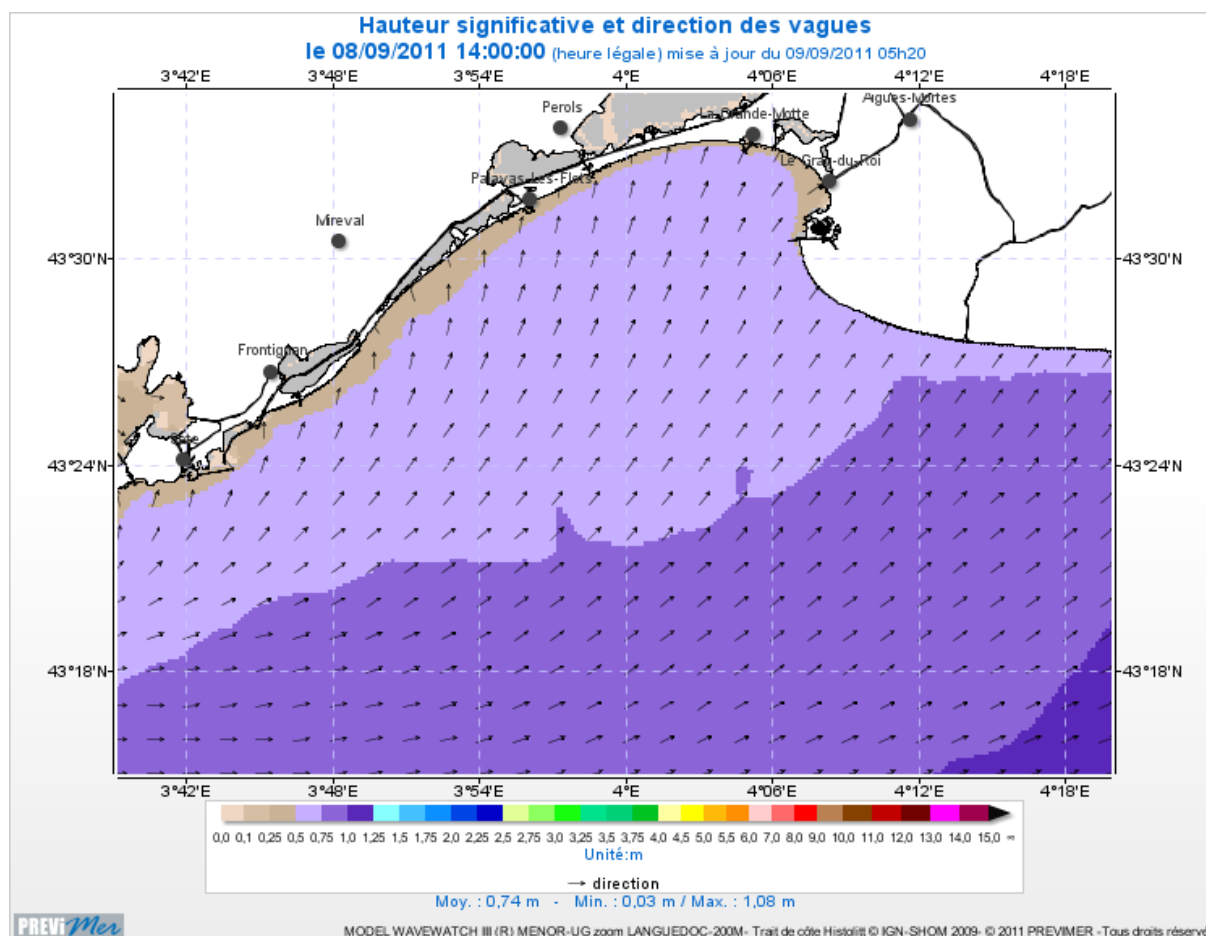 Hauteur significative et direction des vagues
le 08/09/2011 14:00:00 (heure légale) mise à jour du 09/09/2011 05h20
3°42'E 3°48'E 3°54'E 4°E 4°06'E 4°12'E 4°18'E
Aigues-Mortes
Perols
La-Grande-Motte
Le-Grau-du-Roi
Palavas-Les-Flots
Mireval
43°30'N 43°30'N
Frontignan
Sète
43°24'N 43°24'N
43°18'N 43°18'N
3°42'E 3°48'E 3°54'E 4°E 4°06'E 4°12'E 4°18'E
0,0 0,1 0,25 0,5 0,75 1,0 1,25 1,5 1,75 2,0 2,25 2,5 2,75 3,0 3,25 3,5 3,75 4,0 4,5 5,0 5,5 6,0 7,0 8,0 9,0 10,0 11,0 12,0 13,0 14,0 15,0 ∞
Unité:m
→ direction
Moy. : 0,74 m - Min. : 0,03 m / Max. : 1,08 m
PREViMer
MODEL WAVEWATCH III (R) MENOR-UG zoom LANGUEDOC-200M- Trait de côte Histolitt © IGN-SHOM 2009- © 2011 PREVIMER -Tous droits réservé